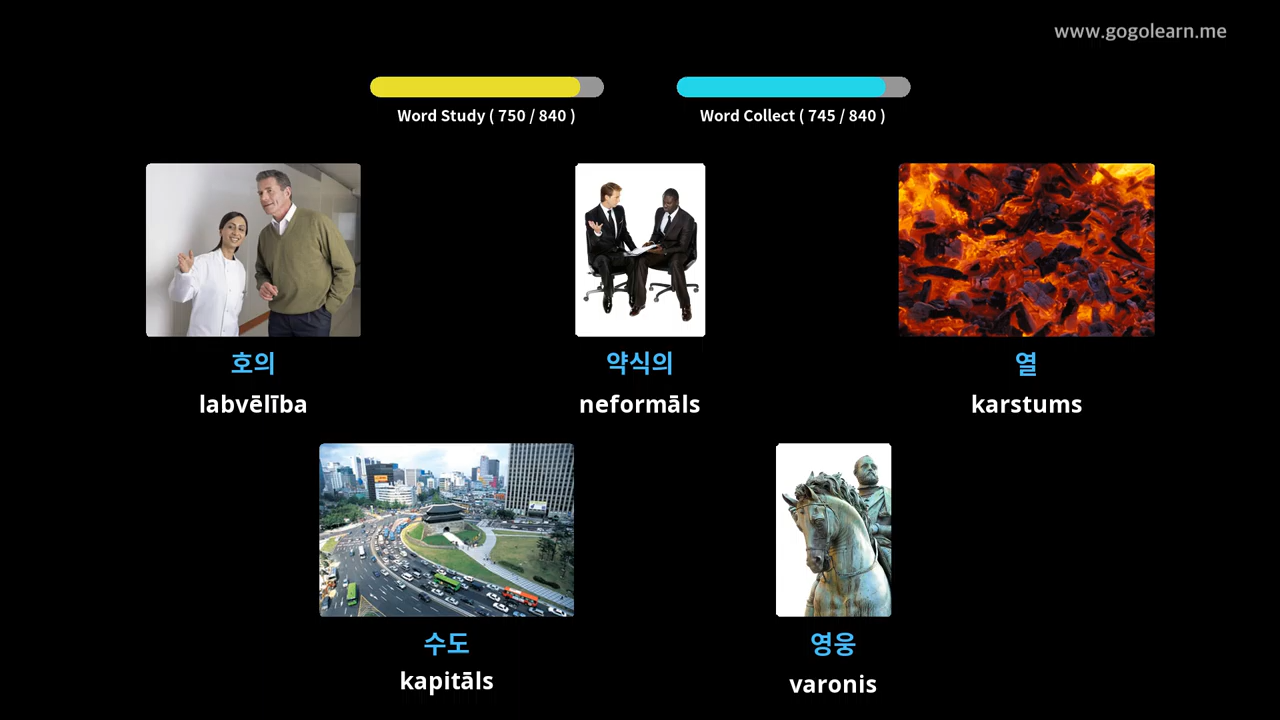 www.gogolearn.me
Word Study ( 750 / 840 )
Word Collect ( 745 / 840 )
호의
labvēlība
약식의
neformāls
열
karstums
수도
kapitāls
영웅
varonis